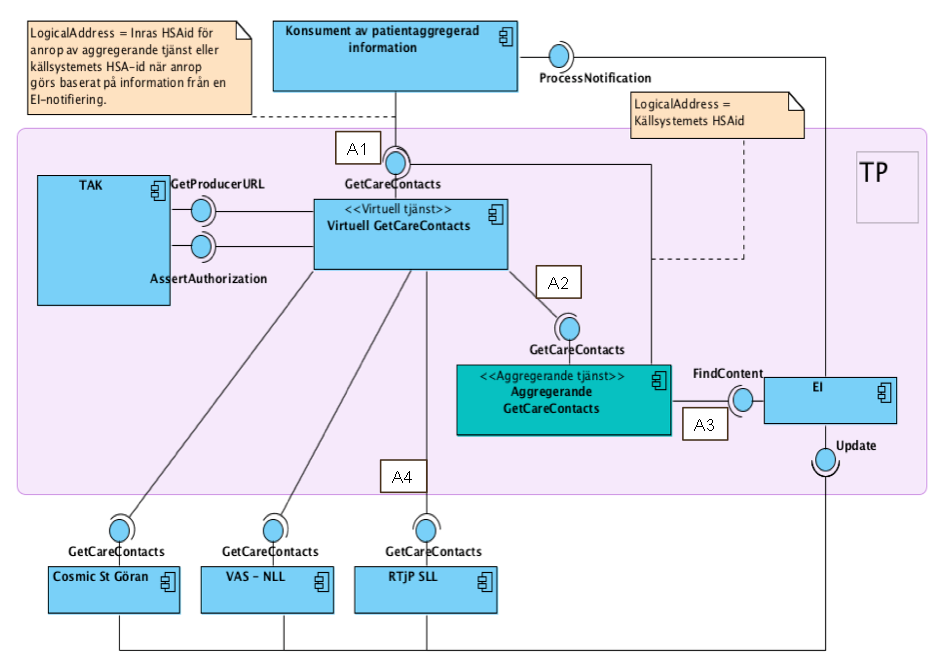 LogicalAddress = Inras HSAid för
anrop av aggregerande tjänst eller
källsystemets HSA-id när anrop
görs baserat på information från en
EI-notifiering.
Konsument av patientaggregerad
information
ProcessNotification
LogicalAddress =
Källsystemets HSAid
A1
TP
GetCareContacts
TAK
GetProducerURL
<<Virtuell tjänst>>
Virtuell GetCareContacts
AssertAuthorization
A2
GetCareContacts
<<Aggregerande tjänst>>
Aggregerande
GetCareContacts
FindContent
EI
A3
Update
A4
GetCareContacts
GetCareContacts
GetCareContacts
Cosmic St Göran
VAS - NLL
RTjP SLL